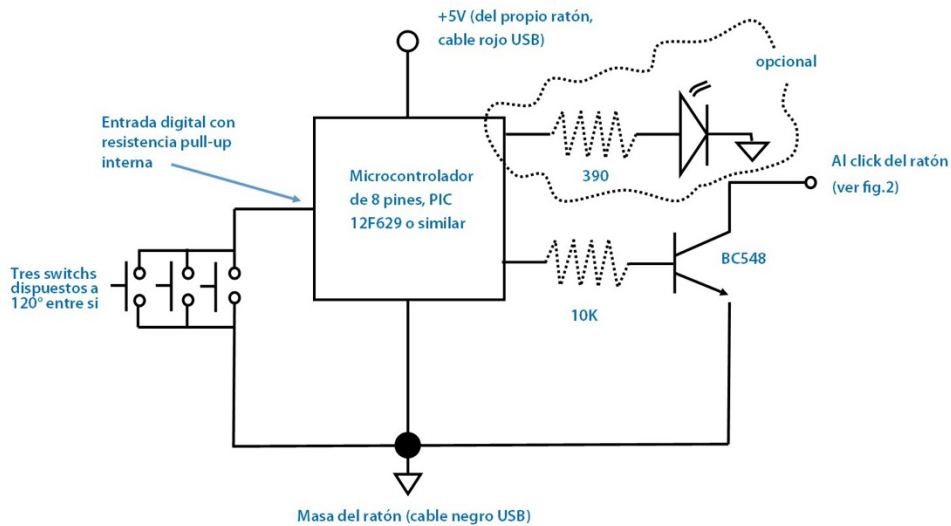 +5V (del propio ratón,
cable rojo USB)
opcional
Entrada digital con
resistencia pull-up
interna
Microcontrolador
de 8 pines, PIC
12F629 o similar
390
Al click del ratón
(ver fig.2)
BC548
Tres switchs
dispuestos a
120° entre si
10K
Masa del ratón (cable negro USB)